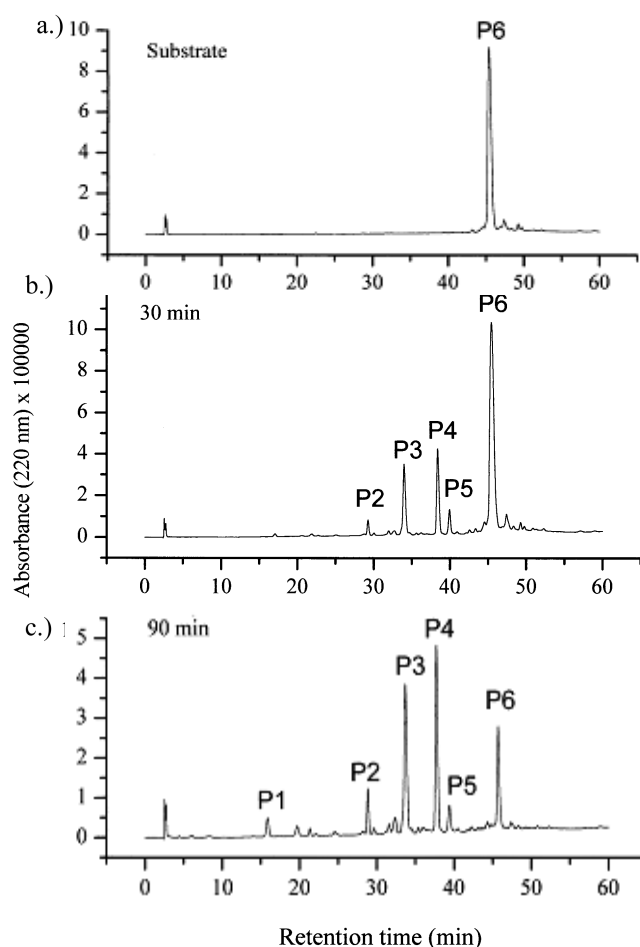 a.)
P6
Substrate
10
8
6
4
2
0
0 10 20 30 40 50 60
b.)
P6
30 min
10
8
6
4
2
0
P2 P3 P4 P5
0 10 20 30 40 50 60
Absorbance (220 nm) x 100000
c.)
90 min
5
4
3
2
1
0
P1 P2 P3 P4 P5 P6
0 10 20 30 40 50 60
Retention time (min)